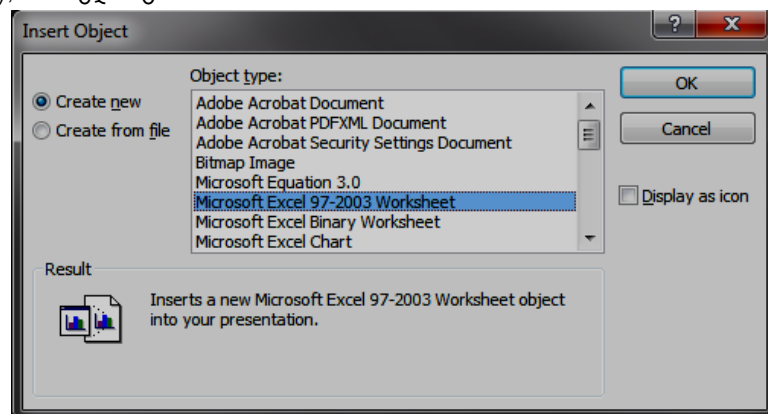 Insert Object
Object type:
Create new
Create from file
Adobe Acrobat Document
Adobe Acrobat PDFXML Document
Adobe Acrobat Security Settings Document
Bitmap Image
Microsoft Equation 3.0
Microsoft Excel 97-2003 Worksheet
Microsoft Excel Binary Worksheet
Microsoft Excel Chart
OK
Cancel
Display as icon
Result
Inserts a new Microsoft Excel 97-2003 Worksheet object
into your presentation.